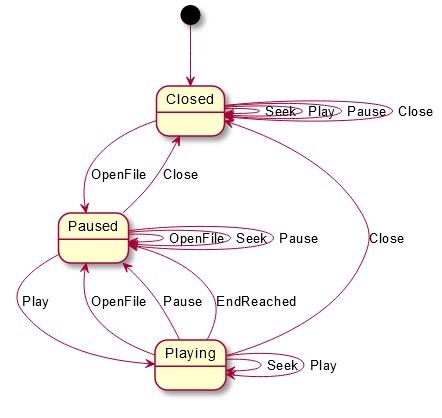 Closed
Seek Play Pause Close
OpenFile Close
Paused
OpenFile Seek Pause
Close
Play OpenFile Pause EndReached
Playing
Seek Play